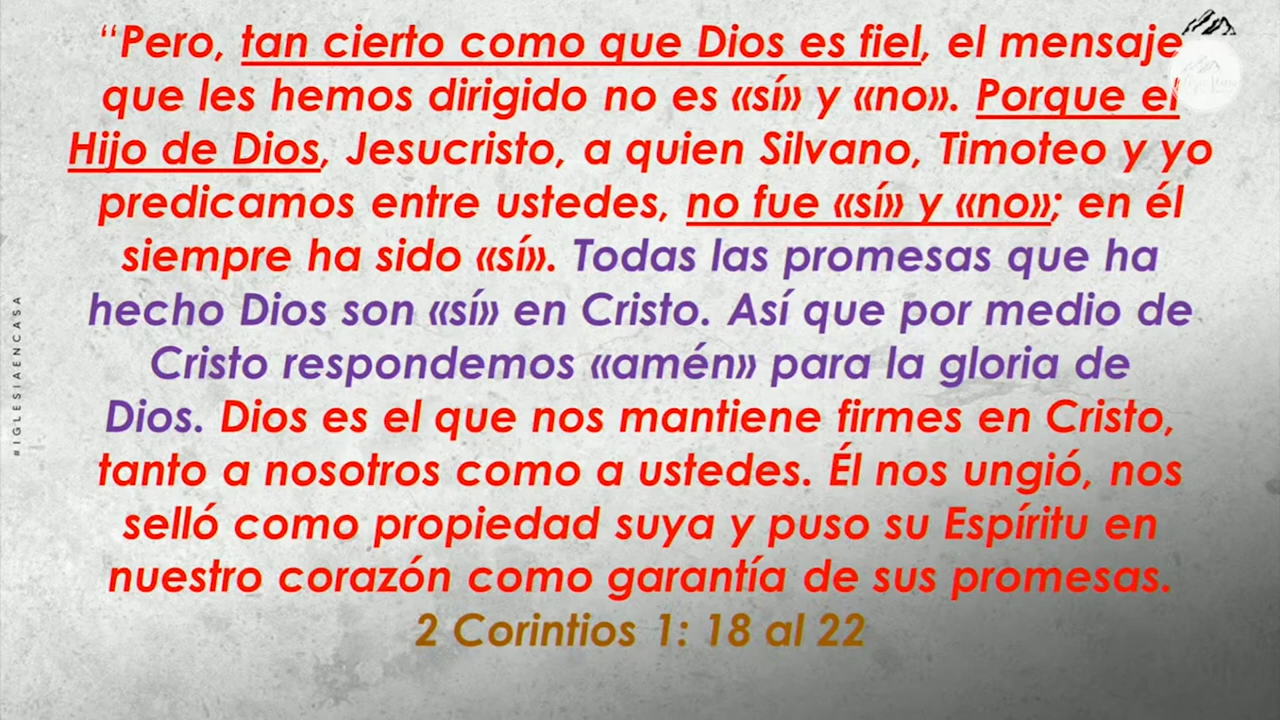 “Pero, tan cierto como que Dios es fiel, el mensaje
que les hemos dirigido no es «sí» y «no». Porque el
Hijo de Dios, Jesucristo, a quien Silvano, Timoteo y yo
predicamos entre ustedes, no fue «sí» y «no»; en él
siempre ha sido «sí». Todas las promesas que ha
hecho Dios son «sí» en Cristo. Así que por medio de
Cristo respondemos «amén» para la gloria de
Dios. Dios es el que nos mantiene firmes en Cristo,
tanto a nosotros como a ustedes. Él nos ungió, nos
selló como propiedad suya y puso su Espíritu en
nuestro corazón como garantía de sus promesas.
2 Corintios 1: 18 al 22
#IGLESIAENCASA